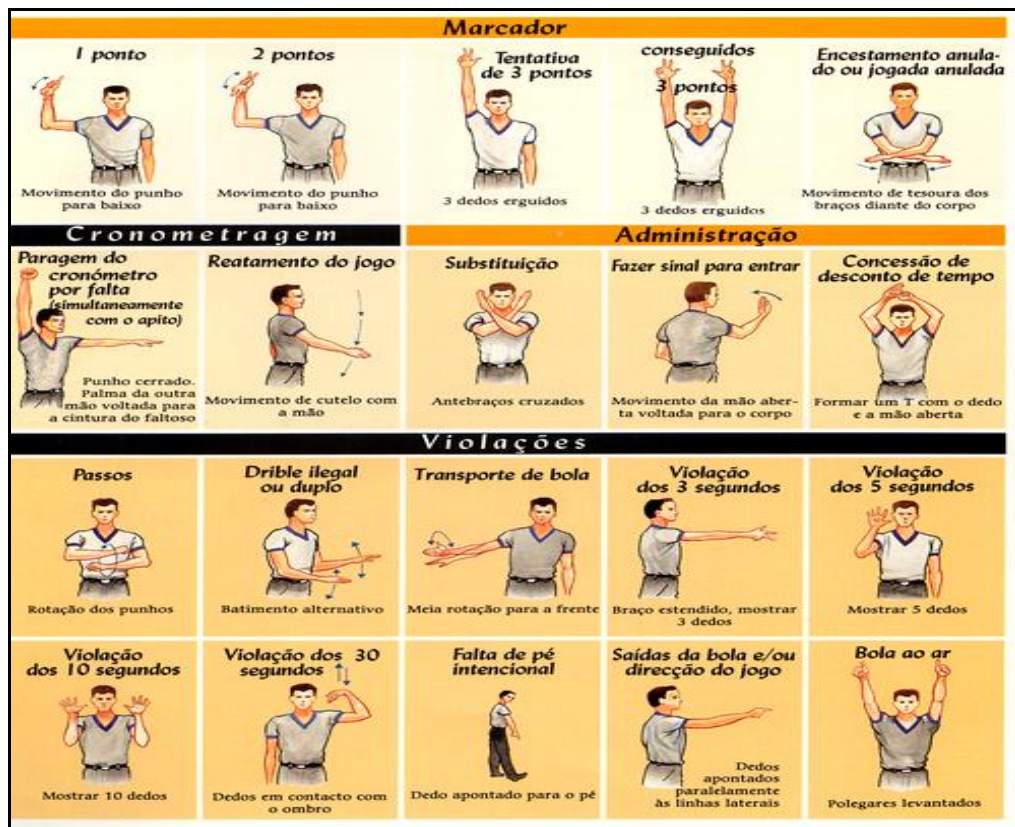 Marcador
1 ponto
Movimento do punho
para baixo
2 pontos
Movimento do punho
para baixo
Tentativa
de 3 pontos
3 dedos erguidos
conseguidos
3 pontos
3 dedos erguidos
Encestamento anula-
do ou jogada anulada
Movimento de tesoura dos
braços diante do corpo
Cronometragem
Administração
Paragem do
cronómetro
por falta
(simultaneamente
com o apito)
Punho cerrado.
Palma da outra
mão voltada para
a cintura do faltoso
Reatamento do jogo
Movimento de cutelo com
a mão
Substituição
Antebraços cruzados
Fazer sinal para entrar
Movimento da mão aber-
ta voltada para o corpo
Concessão de
desconto de tempo
Formar um T com o dedo
e a mão aberta
Violações
Passos
Rotação dos punhos
Drible ilegal
ou duplo
Batimento alternativo
Transporte de bola
Meia rotação para a frente
Violação
dos 3 segundos
Braço estendido, mostrar
3 dedos
Violação
dos 5 segundos
Mostrar 5 dedos
Violação
dos 10 segundos
Mostrar 10 dedos
Violação dos 30
segundos
Dedos em contacto com
o ombro
Falta de pé
intencional
Dedo apontado para o pé
Saídas da bola e/ou
direcção do jogo
Dedos
apontados
paralelamente
às linhas laterais
Bola ao ar
Polegares levantados